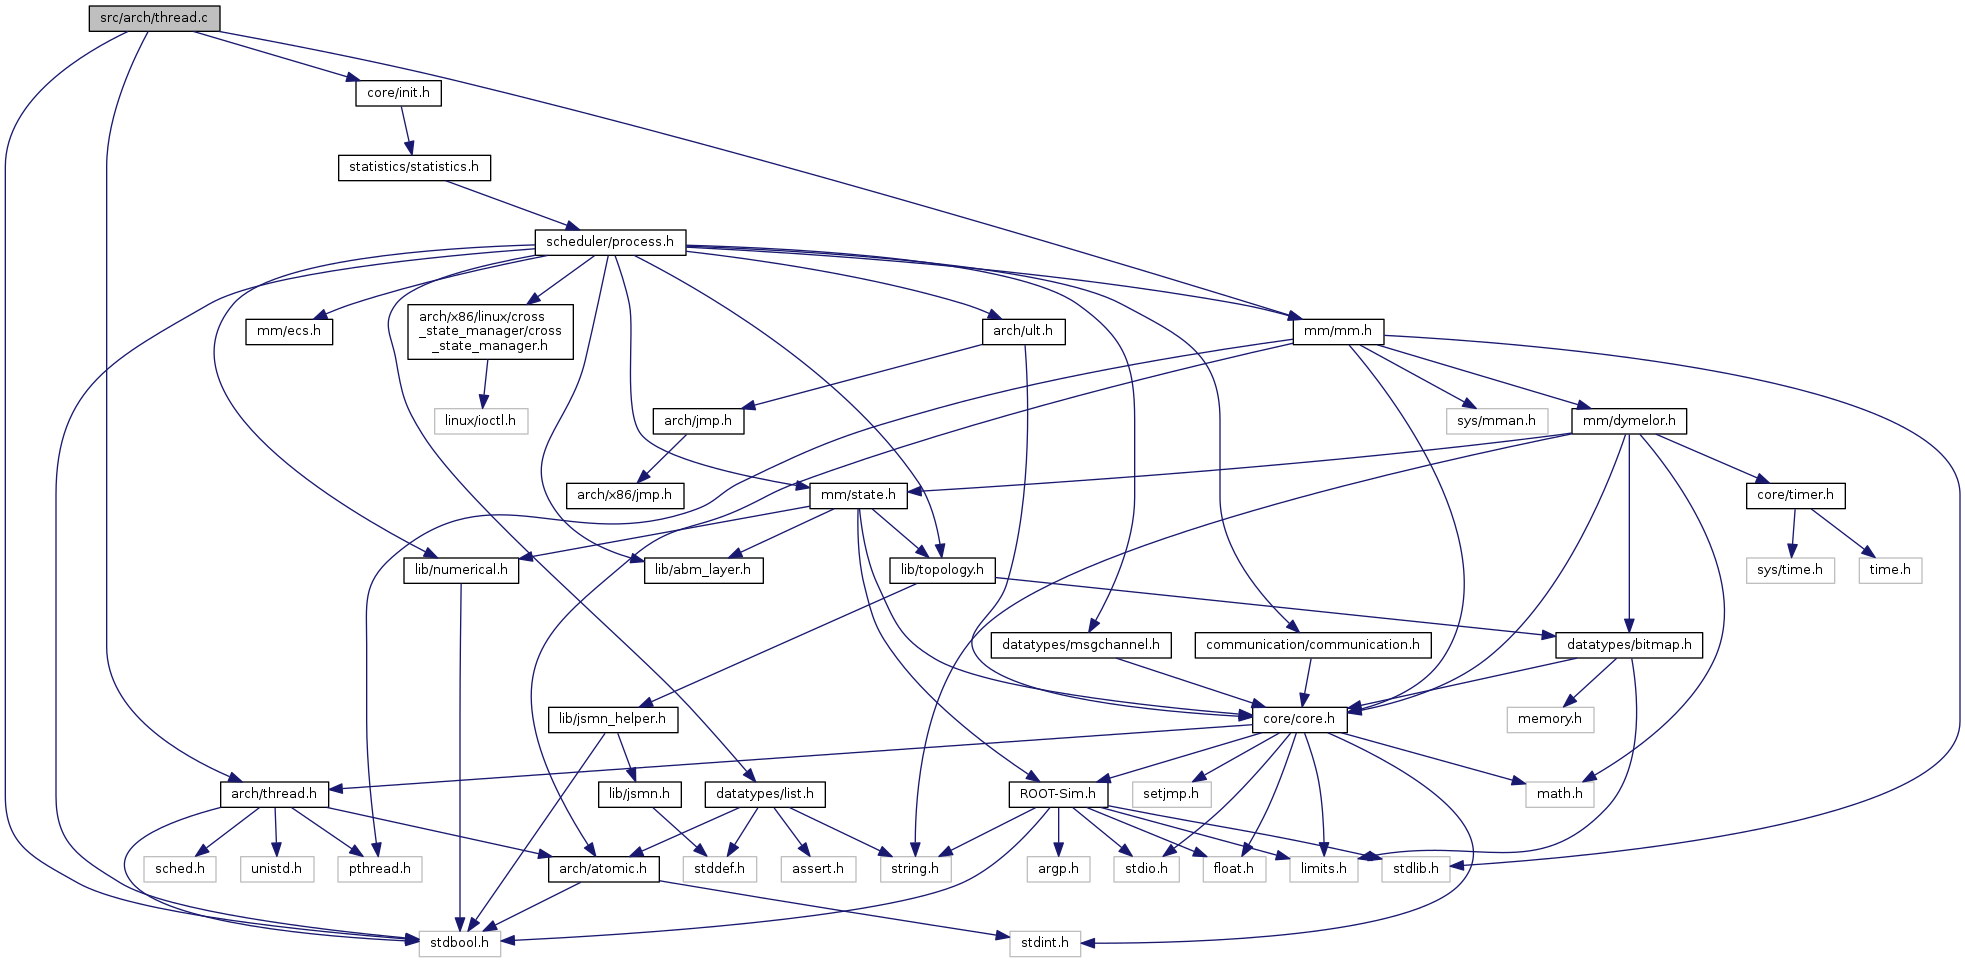 src/arch/thread.c
core/init.h
statistics/statistics.h
scheduler/process.h
mm/ecs.h
arch/x86/linux/cross
_state_manager/cross
_state_manager.h
arch/ult.h
mm/mm.h
linux/ioctl.h
arch/jmp.h
sys/mman.h
mm/dymelor.h
arch/x86/jmp.h
mm/state.h
core/timer.h
lib/numerical.h
lib/abm_layer.h
lib/topology.h
sys/time.h
time.h
datatypes/msgchannel.h
communication/communication.h
datatypes/bitmap.h
lib/jsmn_helper.h
core/core.h
memory.h
arch/thread.h
lib/jsmn.h
datatypes/list.h
ROOT-Sim.h
setjmp.h
math.h
sched.h
unistd.h
pthread.h
arch/atomic.h
stddef.h
assert.h
string.h
argp.h
stdio.h
float.h
limits.h
stdlib.h
stdbool.h
stdint.h